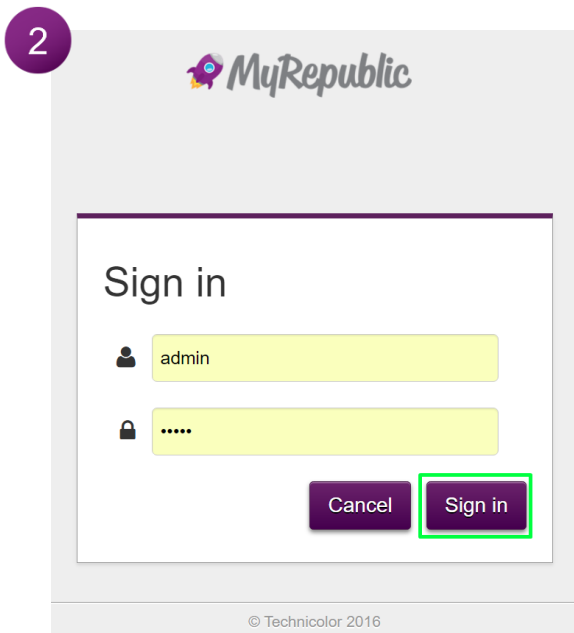 2
MyRepublic
Sign in
admin
•••••
Cancel Sign in
© Technicolor 2016